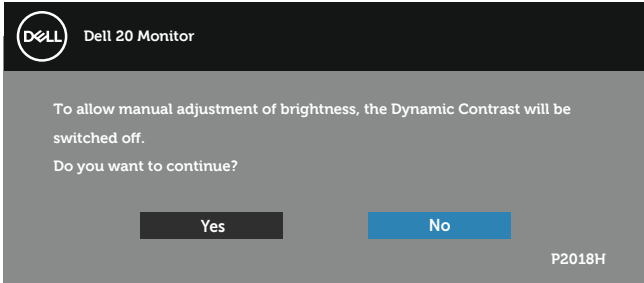 DELL
Dell 20 Monitor
To allow manual adjustment of brightness, the Dynamic Contrast will be
switched off.
Do you want to continue?
Yes
No
P2018H